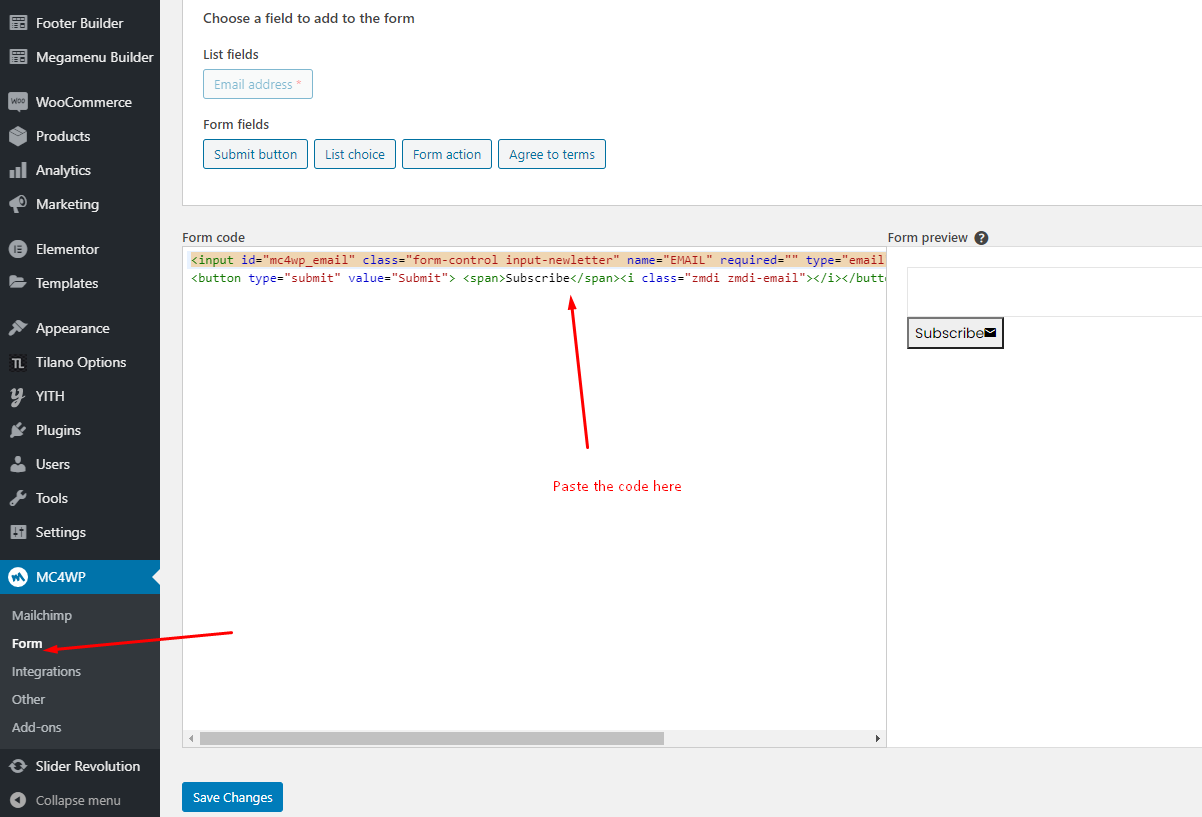 Footer Builder
Megamenu Builder
WooCommerce
Products
Analytics
Marketing
Elementor
Templates
Appearance
TL Tilano Options
YITH
Plugins
Users
Tools
Settings
MC4WP
Mailchimp
Form
Integrations
Other
Add-ons
Slider Revolution
Collapse menu
Choose a field to add to the form
List fields
Email address *
Form fields
Submit button List choice Form action Agree to terms
Form code
<input id="mc4wp_email" class="form-control input-newletter" name="EMAIL" required="" type="email
<button type="submit" value="Submit"> <span>Subscribe</span><i class="zmdi zmdi-email"></i></butto
Paste the code here
Save Changes
Form preview ?
Subscribe